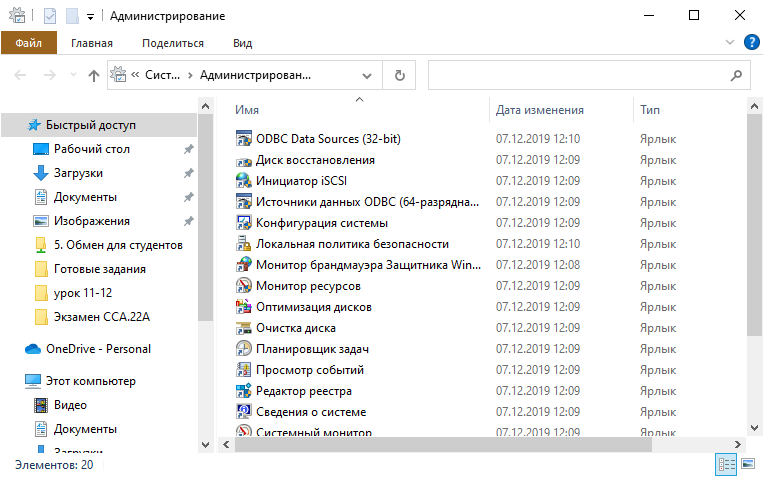 Администрирование
Файл Главная Поделиться Вид
« Сист... > Администрирован...
Имя Дата изменения Тип
Быстрый доступ
Рабочий стол
Загрузки
Документы
Изображения
5. Обмен для студентов
Готовые задания
урок 11-12
Экзамен ССА.22А
OneDrive - Personal
Этот компьютер
Видео
Документы
Загрузки
ODBC Data Sources (32-bit) 07.12.2019 12:10 Ярлык
Диск восстановления 07.12.2019 12:09 Ярлык
Инициатор iSCSI 07.12.2019 12:09 Ярлык
Источники данных ODBC (64-разрядна... 07.12.2019 12:09 Ярлык
Конфигурация системы 07.12.2019 12:09 Ярлык
Локальная политика безопасности 07.12.2019 12:10 Ярлык
Монитор брандмауэра Защитника Win... 07.12.2019 12:08 Ярлык
Монитор ресурсов 07.12.2019 12:09 Ярлык
Оптимизация дисков 07.12.2019 12:09 Ярлык
Очистка диска 07.12.2019 12:09 Ярлык
Планировщик задач 07.12.2019 12:09 Ярлык
Просмотр событий 07.12.2019 12:09 Ярлык
Редактор реестра 07.12.2019 12:09 Ярлык
Сведения о системе 07.12.2019 12:09 Ярлык
Системный монитор 07.12.2019 12:09 Ярлык
Элементов: 20